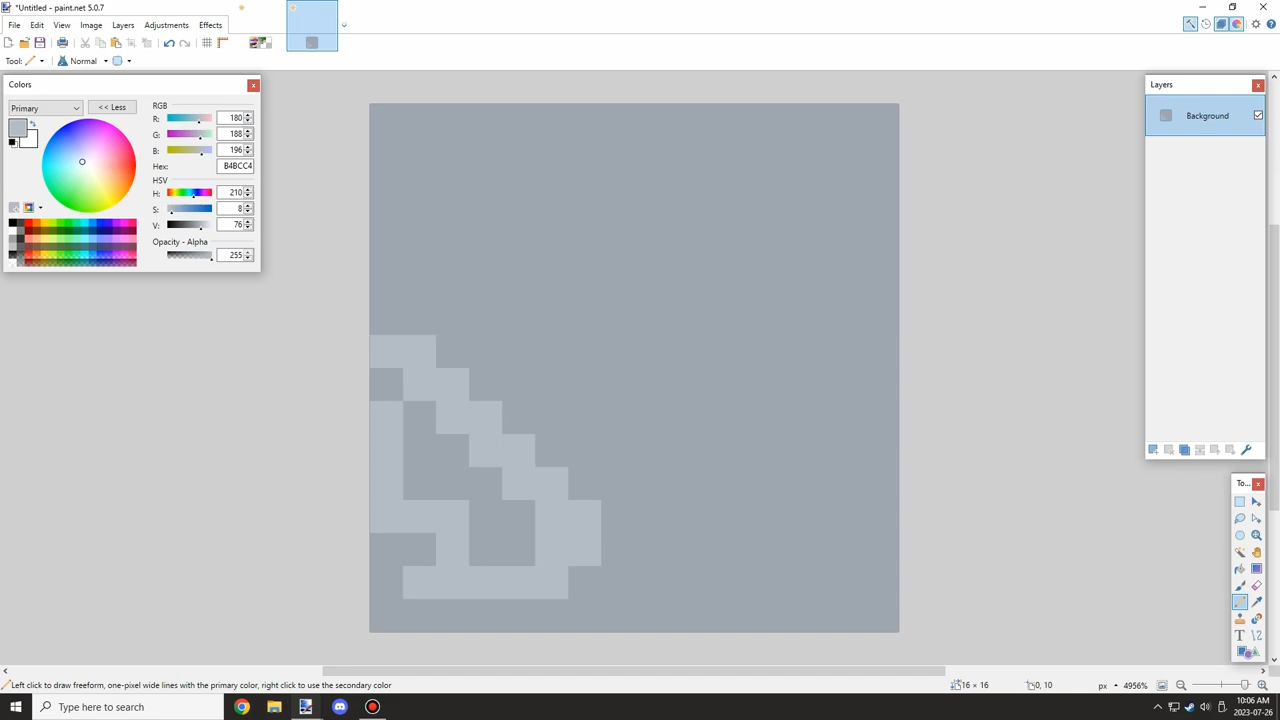 *Untitled - paint.net 5.0.7
File Edit View Image Layers Adjustments Effects
Tool: Normal
Colors
Primary << Less
RGB
R: 180
G: 188
B: 196
Hex: B4BCC4
HSV
H: 210
S: 8
V: 76
Opacity - Alpha
255
Layers
Background
To...
Left click to draw freeform, one-pixel wide lines with the primary color, right click to use the secondary color
16 × 16
0, 10
px
4956%
Type here to search
10:06 AM
2023-07-26